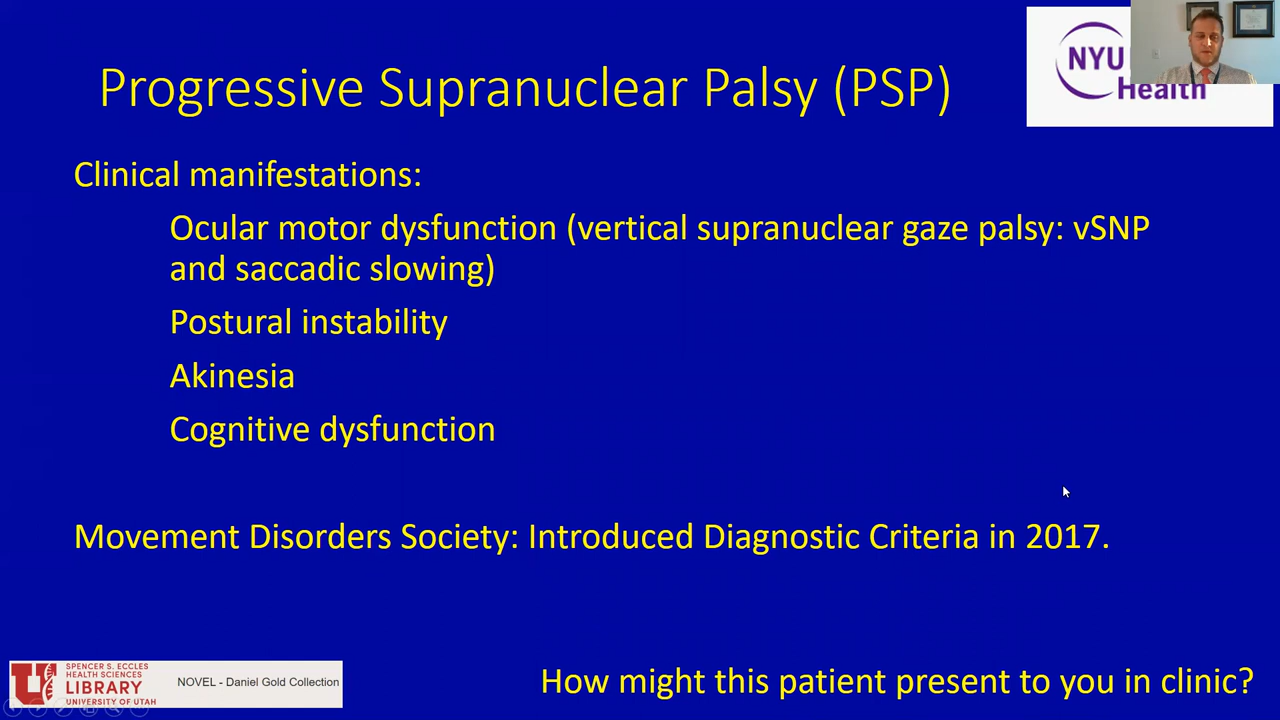 Progressive Supranuclear Palsy (PSP)
NYU
Health
Clinical manifestations:
Ocular motor dysfunction (vertical supranuclear gaze palsy: vSNP
and saccadic slowing)
Postural instability
Akinesia
Cognitive dysfunction
Movement Disorders Society: Introduced Diagnostic Criteria in 2017.
SPENCER S. ECCLES
HEALTH SCIENCES
LIBRARY
UNIVERSITY OF UTAH
NOVEL - Daniel Gold Collection
How might this patient present to you in clinic?